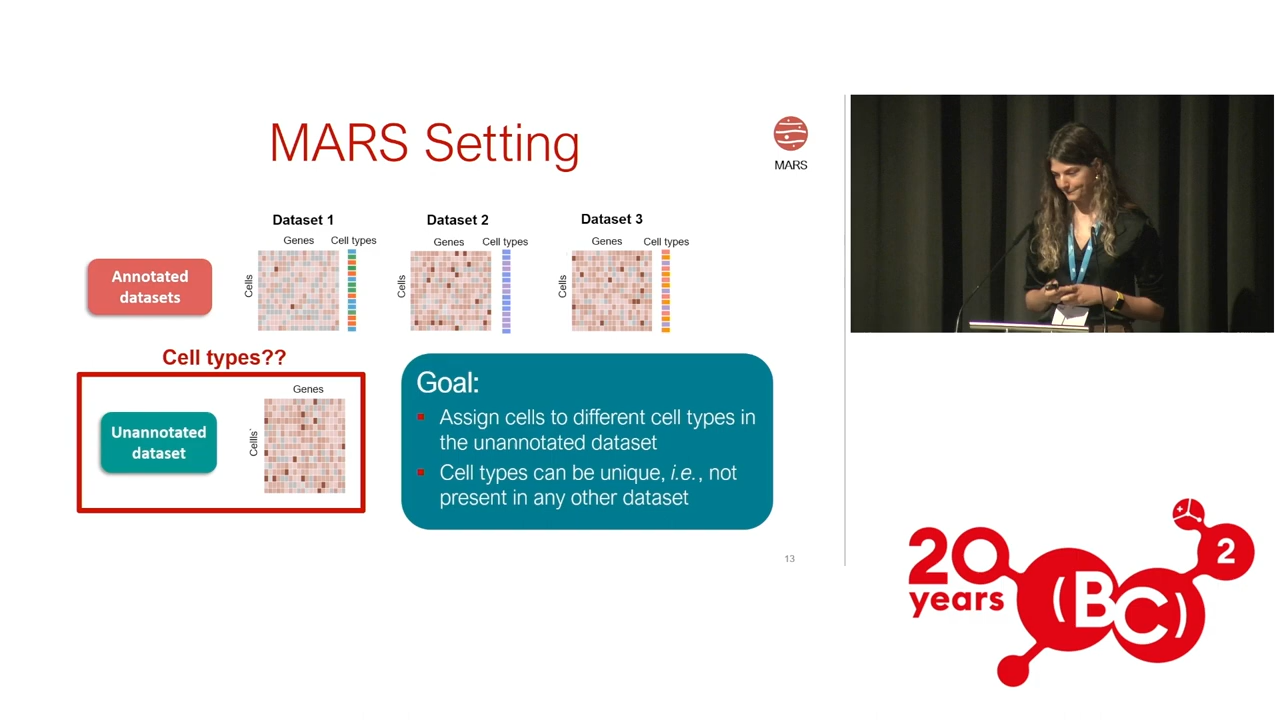 MARS Setting
MARS
Dataset 1
Dataset 2
Dataset 3
Genes
Cell types
Genes
Cell types
Genes
Cell types
Cells
Cells
Cells
Annotated
datasets
Cell types??
Genes
Cellls`
Unannotated
dataset
Goal:
Assign cells to different cell types in
the unannotated dataset
Cell types can be unique, i.e., not
present in any other dataset
13
20
years
(BC)
2